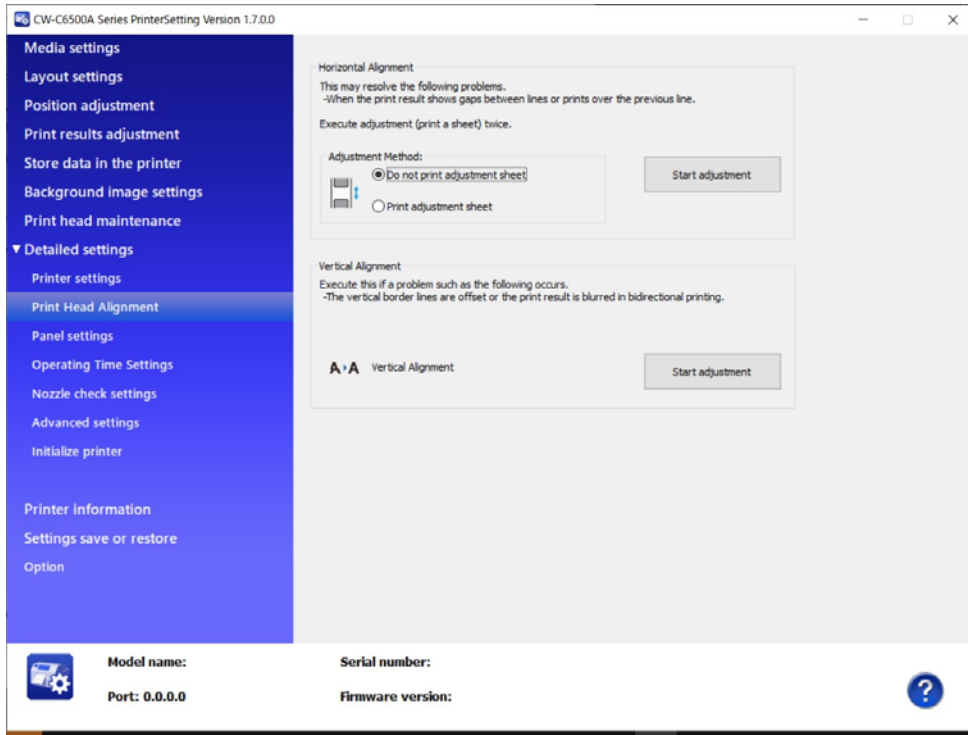 CW-C6500A Series PrinterSetting Version 1.7.0.0
Media settings
Layout settings
Position adjustment
Print results adjustment
Store data in the printer
Background image settings
Print head maintenance
Detailed settings
Printer settings
Print Head Alignment
Panel settings
Operating Time Settings
Nozzle check settings
Advanced settings
Initialize printer
Printer information
Settings save or restore
Option
Horizontal Alignment
This may resolve the following problems.
-When the print result shows gaps between lines or prints over the previous line.
Execute adjustment (print a sheet) twice.
Adjustment Method:
Do not print adjustment sheet
Print adjustment sheet
Start adjustment
Vertical Alignment
Execute this if a problem such as the following occurs.
-The vertical border lines are offset or the print result is blurred in bidirectional printing.
A A Vertical Alignment
Start adjustment
Model name:
Serial number:
Port: 0.0.0.0
Firmware version:
?